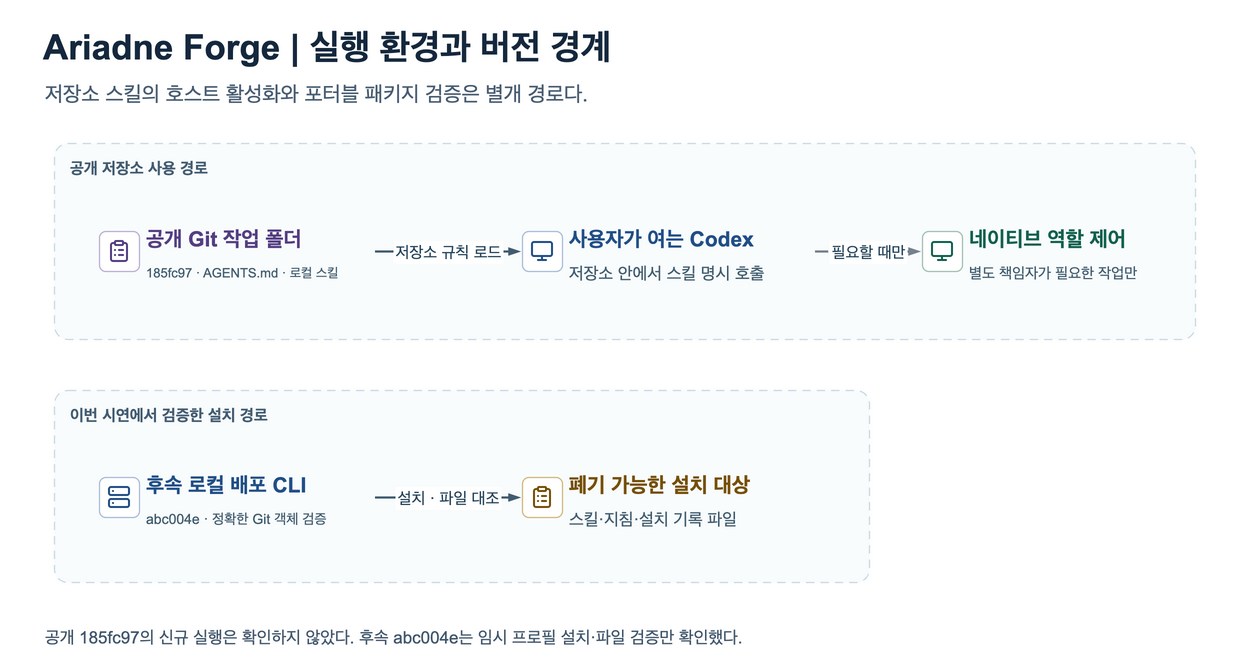 Ariadne Forge | 실행 환경과 버전 경계
저장소 스킬의 호스트 활성화와 포터블 패키지 검증은 별개 경로다.
공개 저장소 사용 경로
공개 Git 작업 폴더
185fc97 · AGENTS.md · 로컬 스킬
저장소 규칙 로드
사용자가 여는 Codex
저장소 안에서 스킬 명시 호출
필요할 때만
네이티브 역할 제어
별도 책임자가 필요한 작업만
이번 시연에서 검증한 설치 경로
후속 로컬 배포 CLI
abc004e · 정확한 Git 객체 검증
설치 · 파일 대조
폐기 가능한 설치 대상
스킬·지침·설치 기록 파일
공개 185fc97의 신규 실행은 확인하지 않았다. 후속 abc004e는 임시 프로필 설치·파일 검증만 확인했다.